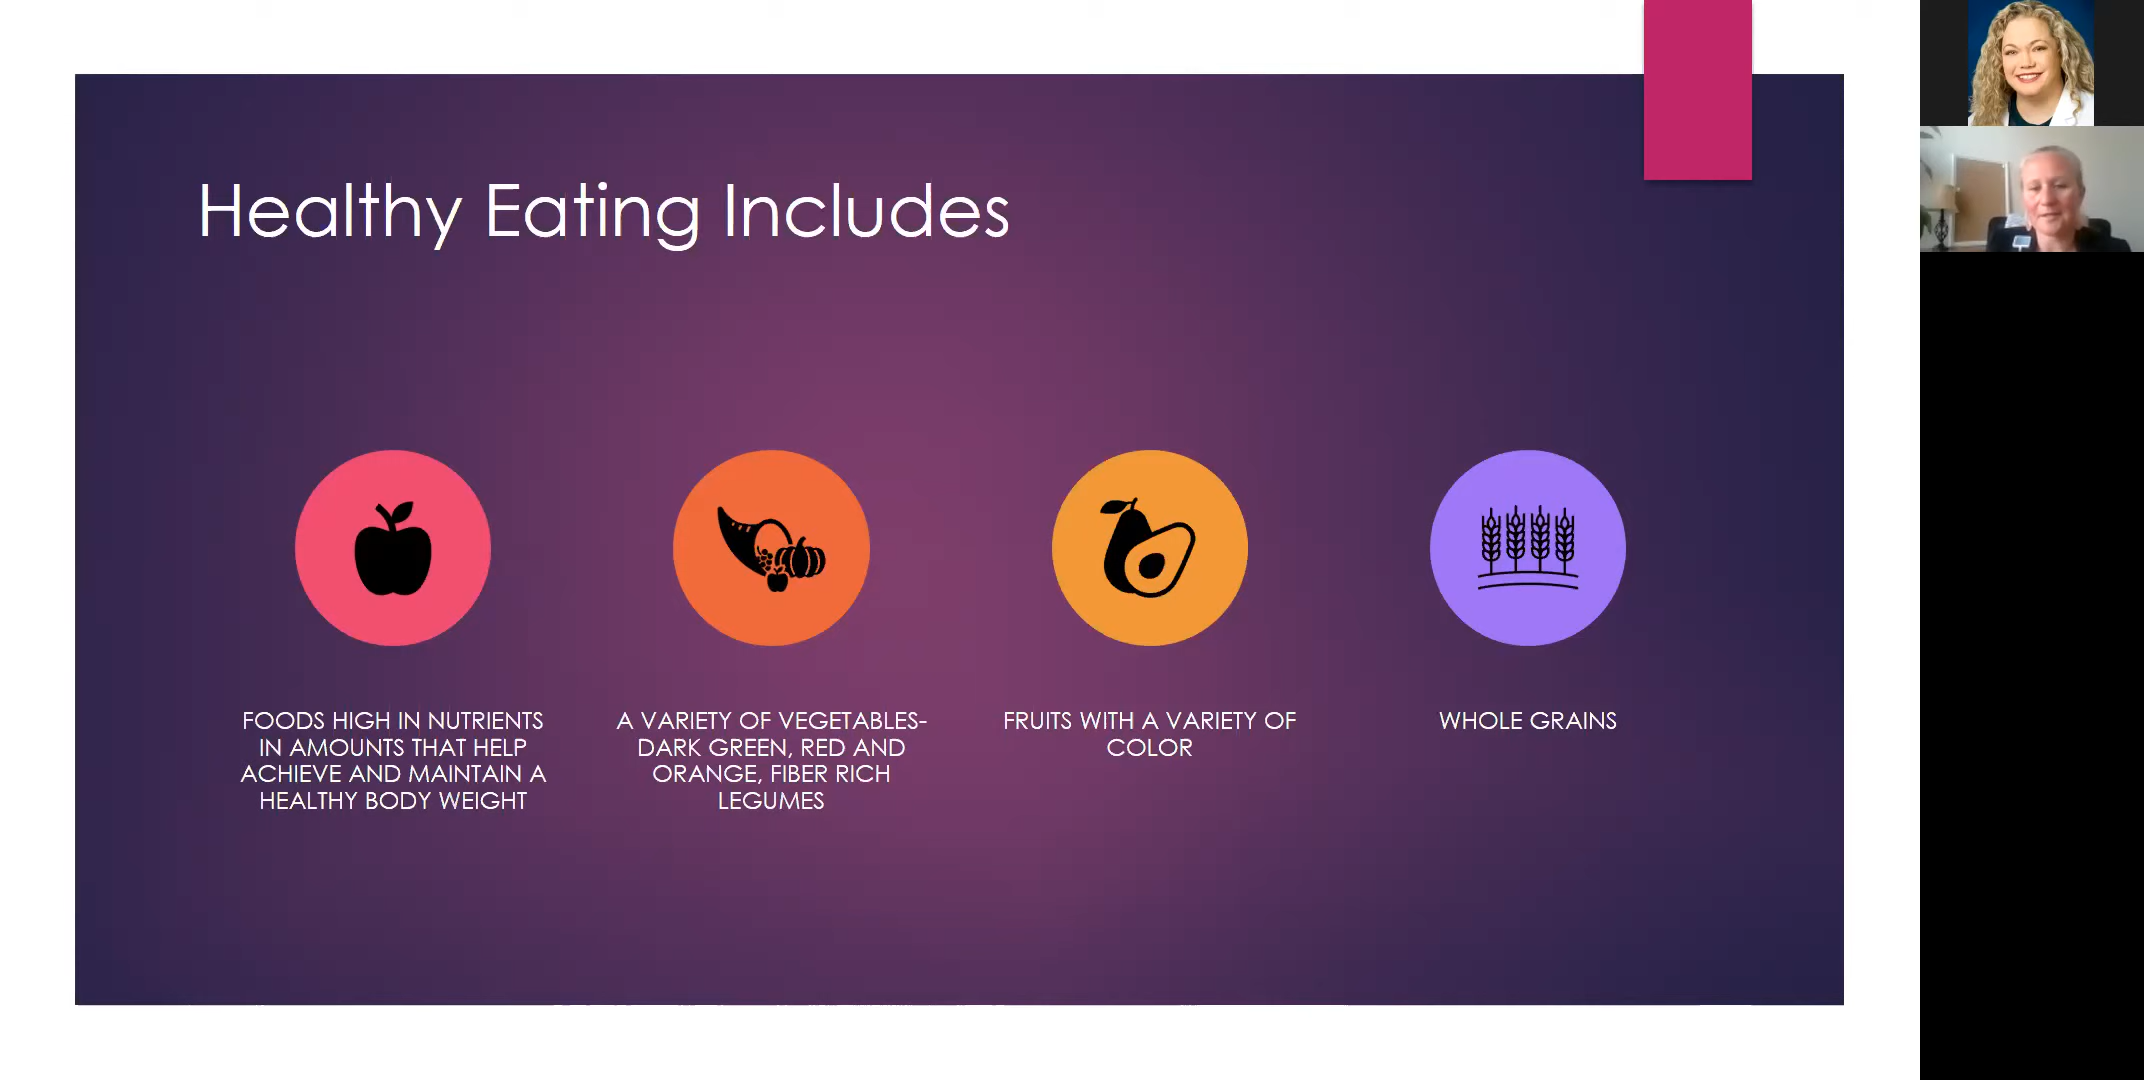 Healthy Eating Includes
FOODS HIGH IN NUTRIENTS
IN AMOUNTS THAT HELP
ACHIEVE AND MAINTAIN A
HEALTHY BODY WEIGHT
A VARIETY OF VEGETABLES-
DARK GREEN, RED AND
ORANGE, FIBER RICH
LEGUMES
FRUITS WITH A VARIETY OF
COLOR
WHOLE GRAINS